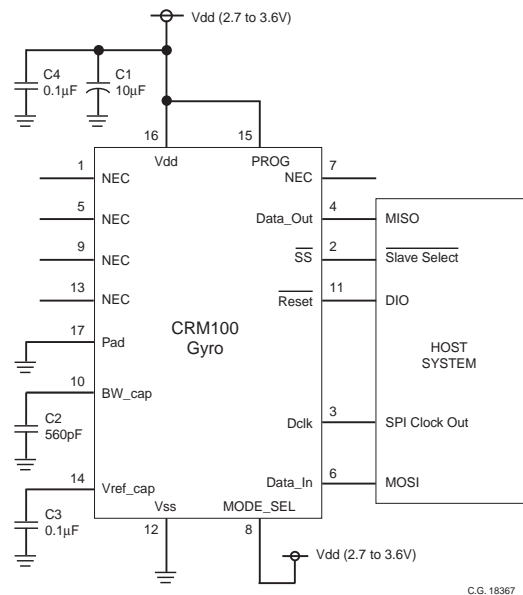 Vdd (2.7 to 3.6V)
C4
0.1µF
C1
10µF
16
15
Vdd
PROG
1
NEC
7
NEC
5
NEC
4
Data_Out
MISO
9
NEC
2
SS
Slave Select
13
NEC
11
Reset
DIO
CRM100
Gyro
HOST
SYSTEM
17
Pad
10
BW_cap
C2
560pF
3
Dclk
SPI Clock Out
14
Vref_cap
6
Data_In
MOSI
C3
0.1µF
Vss
MODE_SEL
12
8
Vdd (2.7 to 3.6V)
C.G. 18367